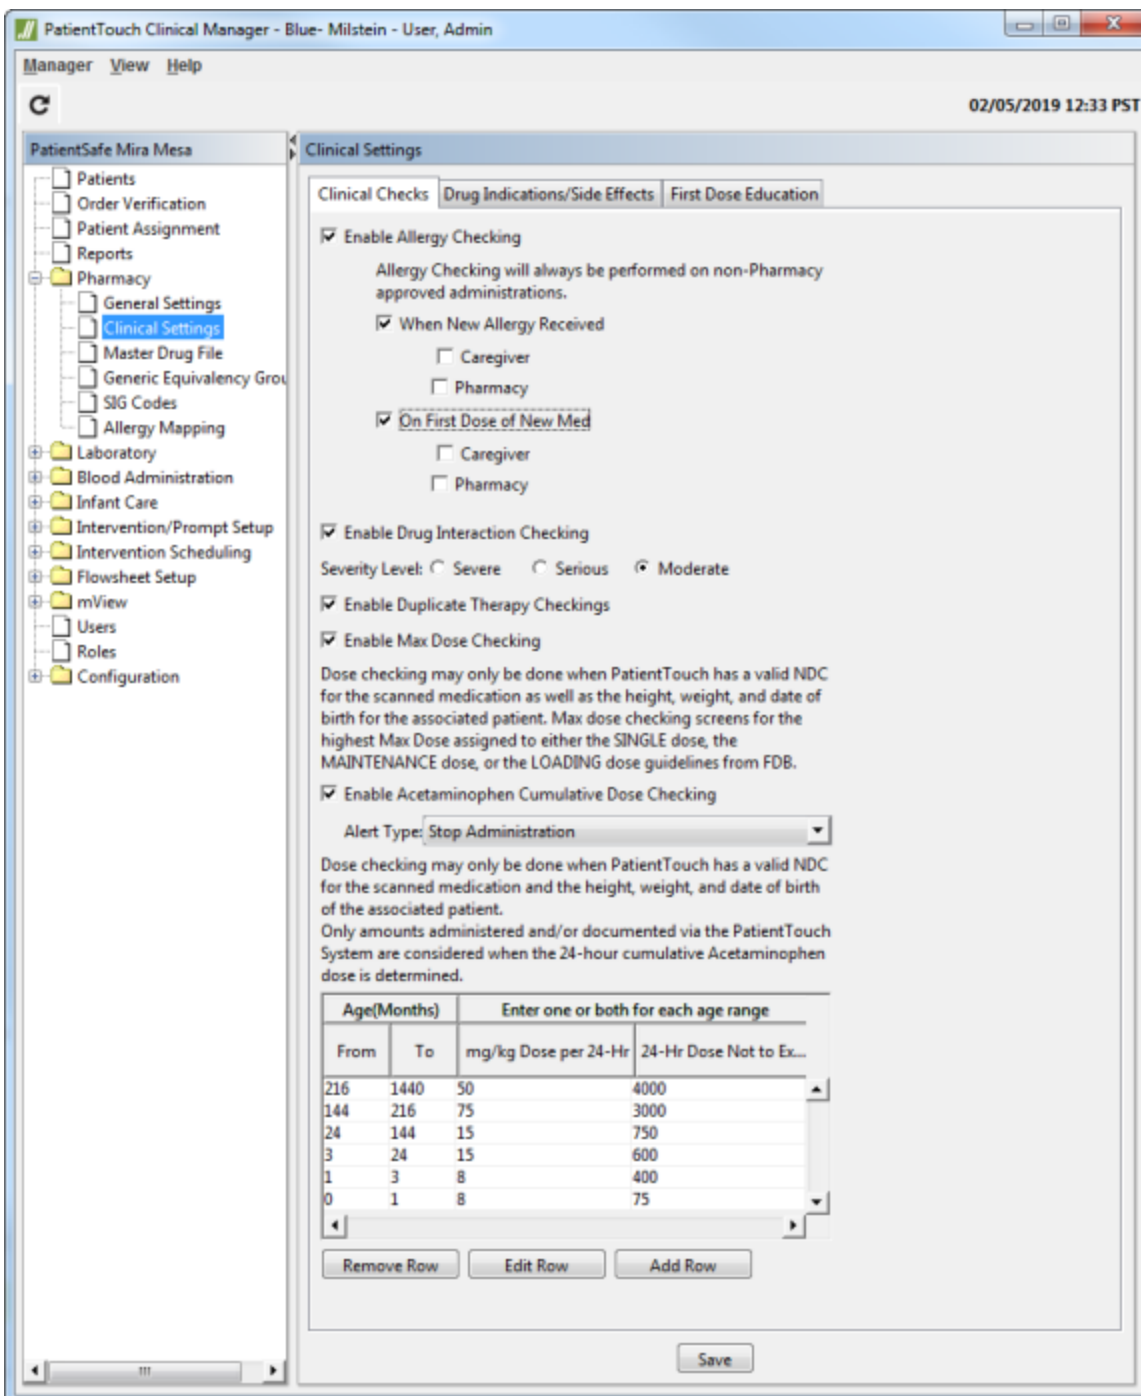 PatientTouch Clinical Manager - Blue- Milstein - User, Admin
Manager View Help
02/05/2019 12:33 PST
PatientSafe Mira Mesa
Patients
Order Verification
Patient Assignment
Reports
Pharmacy
General Settings
Clinical Settings
Master Drug File
Generic Equivalency Grou
SIG Codes
Allergy Mapping
Laboratory
Blood Administration
Infant Care
Intervention/Prompt Setup
Intervention Scheduling
Flowsheet Setup
mView
Users
Roles
Configuration
Clinical Settings
Clinical Checks Drug Indications/Side Effects First Dose Education
Enable Allergy Checking
Allergy Checking will always be performed on non-Pharmacy
approved administrations.
When New Allergy Received
Caregiver
Pharmacy
On First Dose of New Med
Caregiver
Pharmacy
Enable Drug Interaction Checking
Severity Level: Severe Serious Moderate
Enable Duplicate Therapy Checkings
Enable Max Dose Checking
Dose checking may only be done when PatientTouch has a valid NDC
for the scanned medication as well as the height, weight, and date of
birth for the associated patient. Max dose checking screens for the
highest Max Dose assigned to either the SINGLE dose, the
MAINTENANCE dose, or the LOADING dose guidelines from FDB.
Enable Acetaminophen Cumulative Dose Checking
Alert Type: Stop Administration
Dose checking may only be done when PatientTouch has a valid NDC
for the scanned medication and the height, weight, and date of birth
of the associated patient.
Only amounts administered and/or documented via the PatientTouch
System are considered when the 24-hour cumulative Acetaminophen
dose is determined.
Age(Months) Enter one or both for each age range
From To mg/kg Dose per 24-Hr 24-Hr Dose Not to Ex...
216 1440 50 4000
144 216 75 3000
24 144 15 750
3 24 15 600
1 3 8 400
0 1 8 75
Remove Row Edit Row Add Row
Save